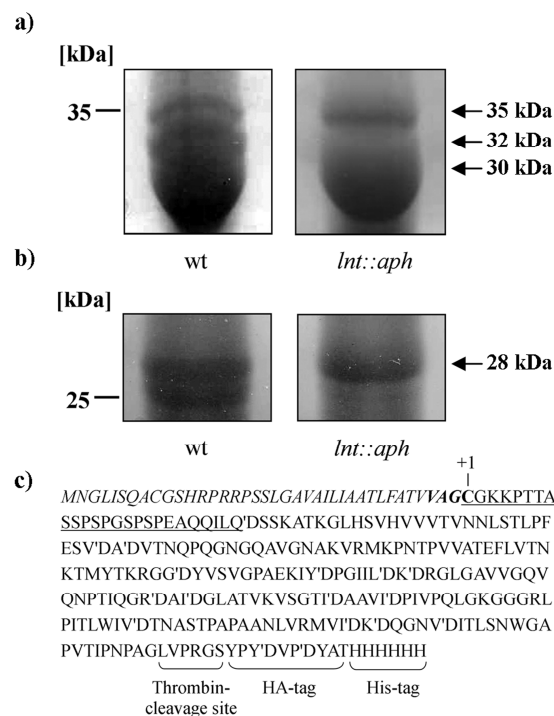 a)
[kDa]
35
35 kDa
32 kDa
30 kDa
wt
lnt::aph
b)
[kDa]
28 kDa
25
wt
lnt::aph
c)
+1
MNGLISQACGSHRPRRPSSLGAVAILIAATLFATVVAGCGKKPTTA
SSPSPGSPSPEAQQILQ'DSSKATKGLHSVHVVVTVNNLSTLPF
ESV'DA'DVTNQPQGNGQAVGNAKVRMKPNTPVVATEFLVTN
KTMYTKRGG'DYVSVGPAEKIY'DPGIIL'DK'DRGLGAVVGQV
QNPTIQGR'DAI'DGLATVKVSGTI'DAAVI'DPIVPQLGKGGGRL
PITLWIV'DTNASTPAPAANLVRMVI'DK'DQGNV'DITLSNWGA
PVTIPNPAGLVPRGSYPY'DVP'DYATHHHHHH
Thrombin-
cleavage site
HA-tag
His-tag